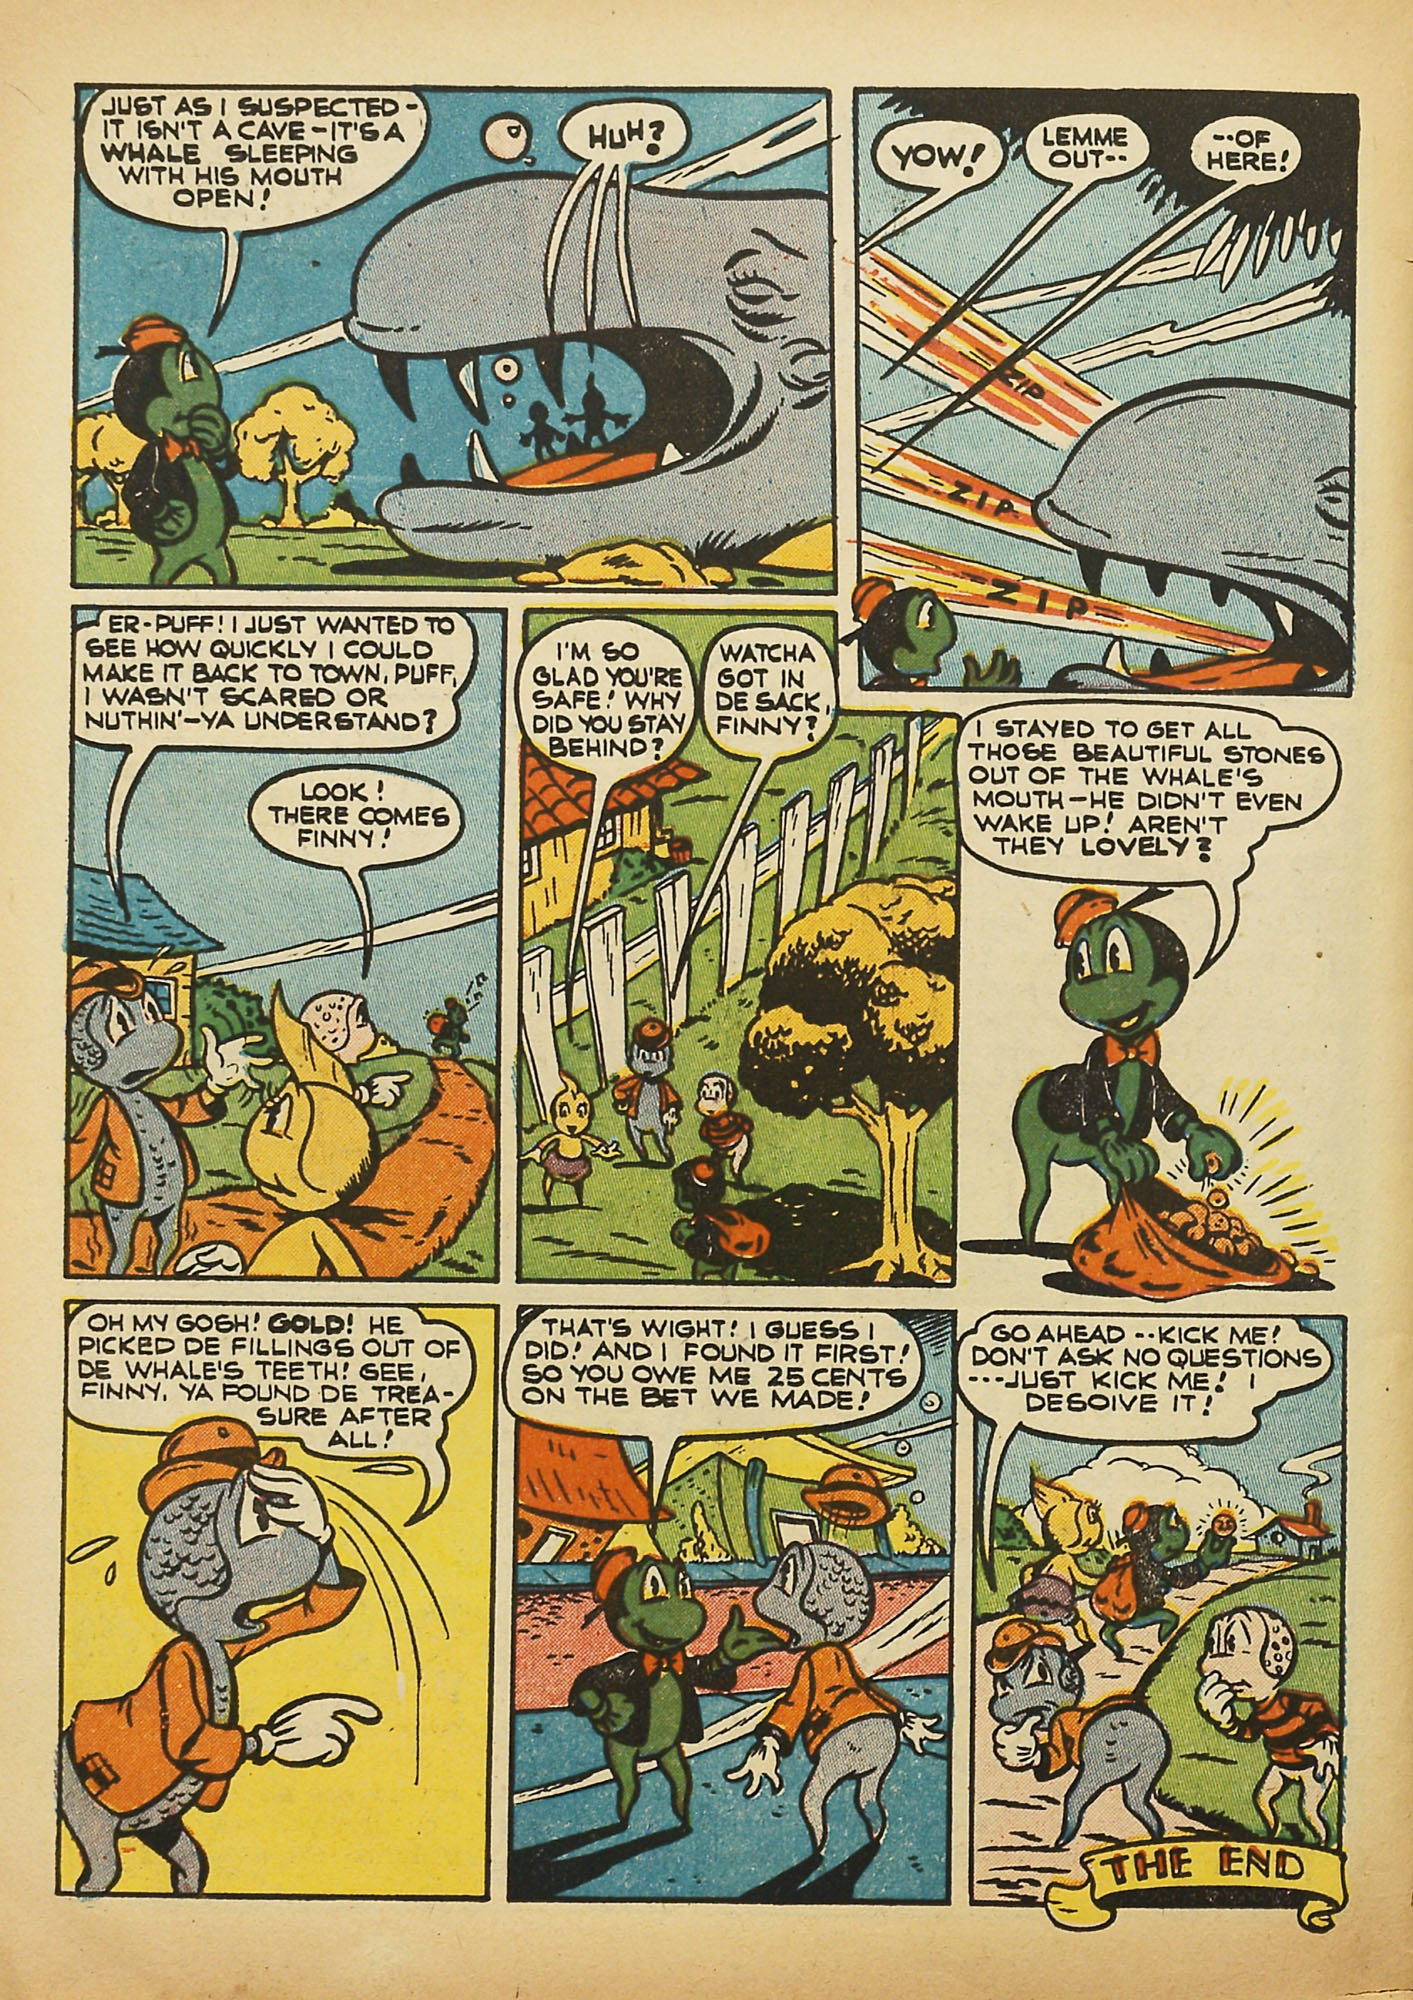 JUST AS I SUSPECTED -
IT ISN'T A CAVE - IT'S A
WHALE SLEEPING
WITH HIS MOUTH
OPEN!
HUH?
YOW!
LEMME
OUT--
--OF
HERE!
ZIP
ZIP
ZIP
ER-PUFF! I JUST WANTED TO
SEE HOW QUICKLY I COULD
MAKE IT BACK TO TOWN, PUFF,
I WASN'T SCARED OR
NUTHIN'-YA UNDERSTAND?
LOOK!
THERE COMES
FINNY!
I'M SO
GLAD YOU'RE
SAFE! WHY
DID YOU STAY
BEHIND?
WATCHA
GOT IN
DE SACK,
FINNY?
I STAYED TO GET ALL
THOSE BEAUTIFUL STONES
OUT OF THE WHALE'S
MOUTH-HE DIDN'T EVEN
WAKE UP! AREN'T
THEY LOVELY?
OH MY GOSH! GOLD! HE
PICKED DE FILLINGS OUT OF
DE WHALE'S TEETH! GEE,
FINNY, YA FOUND DE TREA-
SURE AFTER
ALL!
THAT'S WIGHT! I GUESS I
DID! AND I FOUND IT FIRST!
SO YOU OWE ME 25 CENTS
ON THE BET WE MADE!
GO AHEAD --KICK ME!
DON'T ASK NO QUESTIONS
---JUST KICK ME! I
DESOIVE IT!
THE END